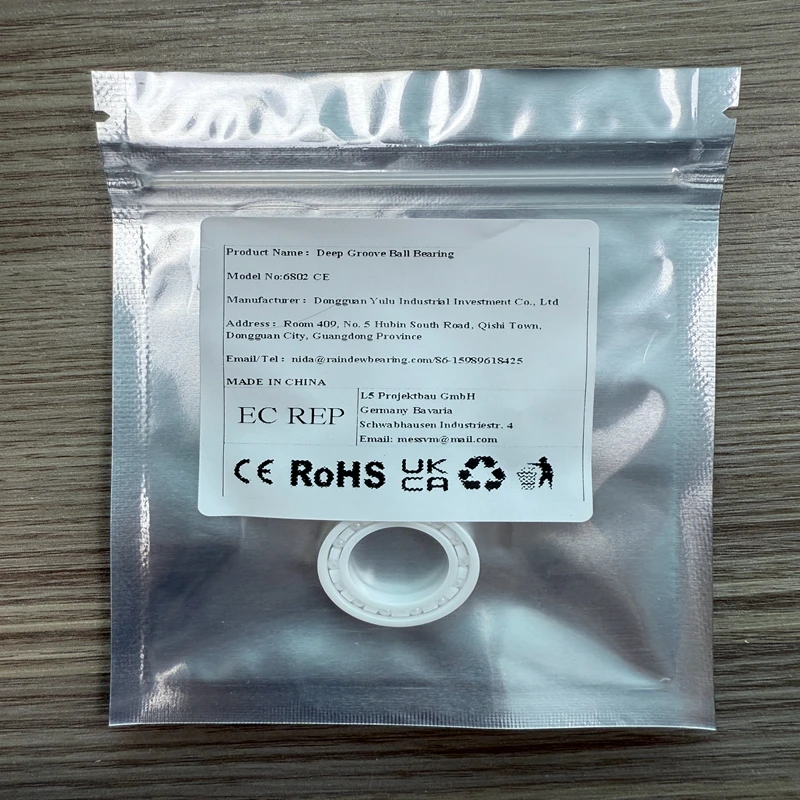 Product Name： Deep Groove Ball Bearing
Model No:6802 CE
Manufacturer： Dongguan Yulu Industrial Investment Co., Ltd
Address： Room 409, No. 5 Hubin South Road, Qishi Town,
Dongguan City, Guangdong Province
Email/Tel： nida@raindewbearing.com/86-15989618425
MADE IN CHINA
EC REP
L5 Projektbau GmbH
Germany Bavaria
Schwabhausen Industriestr. 4
Email: messvm@mail.com
CE RoHS UK
CA